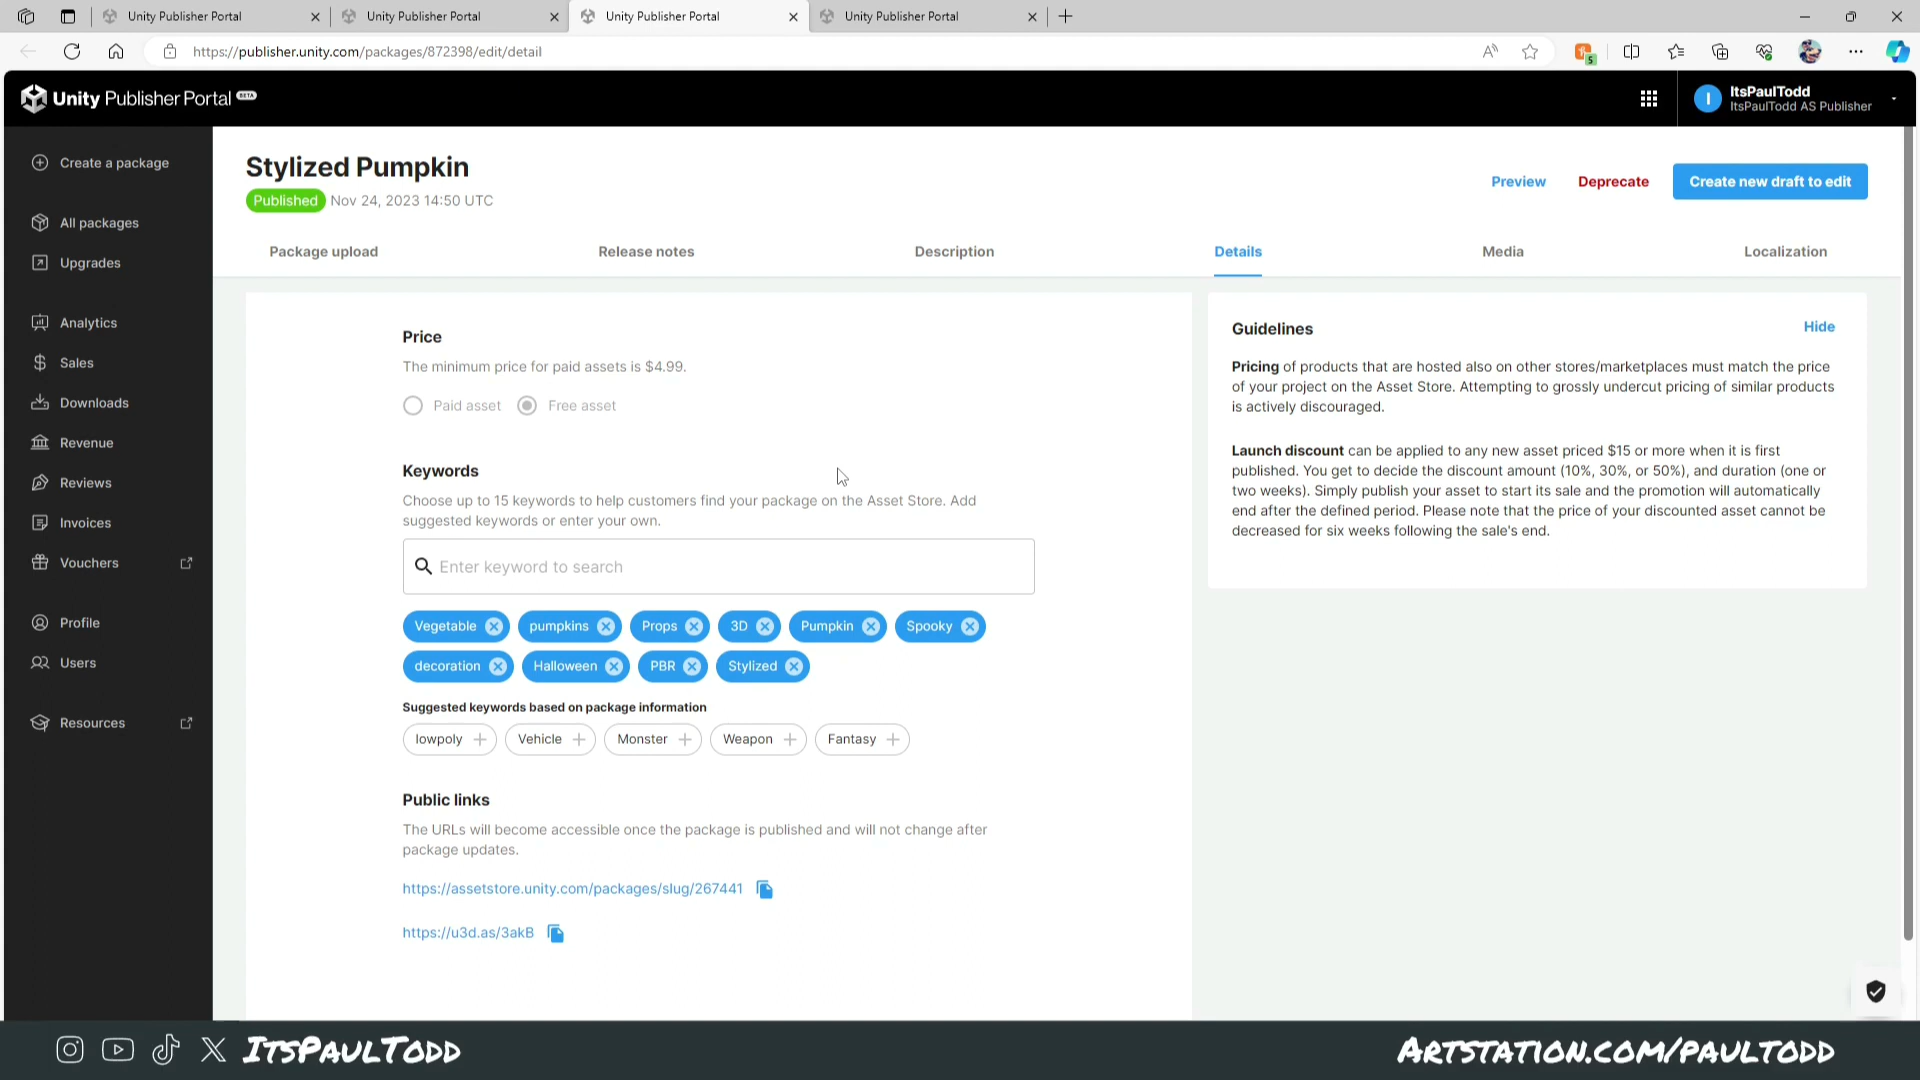 Unity Publisher Portal
Unity Publisher Portal
Unity Publisher Portal
Unity Publisher Portal
https://publisher.unity.com/packages/872398/edit/detail
5
Unity Publisher Portal BETA
I
ItsPaulTodd
ItsPaulTodd AS Publisher
Create a package
All packages
Upgrades
Analytics
Sales
Downloads
Revenue
Reviews
Invoices
Vouchers
Profile
Users
Resources
Stylized Pumpkin
Published Nov 24, 2023 14:50 UTC
Preview
Deprecate
Create new draft to edit
Package upload
Release notes
Description
Details
Media
Localization
Price
The minimum price for paid assets is $4.99.
Paid asset
Free asset
Keywords
Choose up to 15 keywords to help customers find your package on the Asset Store. Add
suggested keywords or enter your own.
Enter keyword to search
Vegetable pumpkins Props 3D Pumpkin Spooky
decoration Halloween PBR Stylized
Suggested keywords based on package information
lowpoly Vehicle Monster Weapon Fantasy
Public links
The URLs will become accessible once the package is published and will not change after
package updates.
https://assetstore.unity.com/packages/slug/267441
https://u3d.as/3akB
Guidelines
Hide
Pricing of products that are hosted also on other stores/marketplaces must match the price
of your project on the Asset Store. Attempting to grossly undercut pricing of similar products
is actively discouraged.
Launch discount can be applied to any new asset priced $15 or more when it is first
published. You get to decide the discount amount (10%, 30%, or 50%), and duration (one or
two weeks). Simply publish your asset to start its sale and the promotion will automatically
end after the defined period. Please note that the price of your discounted asset cannot be
decreased for six weeks following the sale's end.
ItsPaulTodd
Artstation.com/paultodd